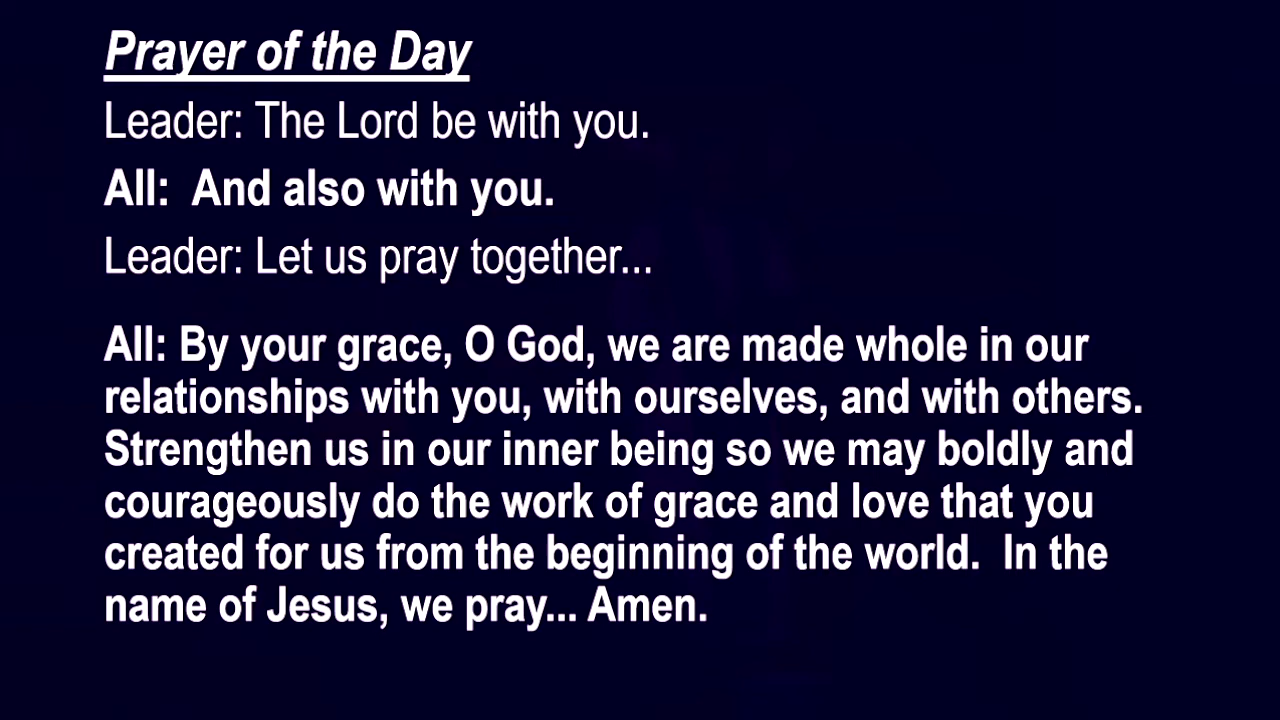 Prayer of the Day
Leader: The Lord be with you.
All:  And also with you.
Leader: Let us pray together...
All: By your grace, O God, we are made whole in our
relationships with you, with ourselves, and with others.
Strengthen us in our inner being so we may boldly and
courageously do the work of grace and love that you
created for us from the beginning of the world.  In the
name of Jesus, we pray... Amen.